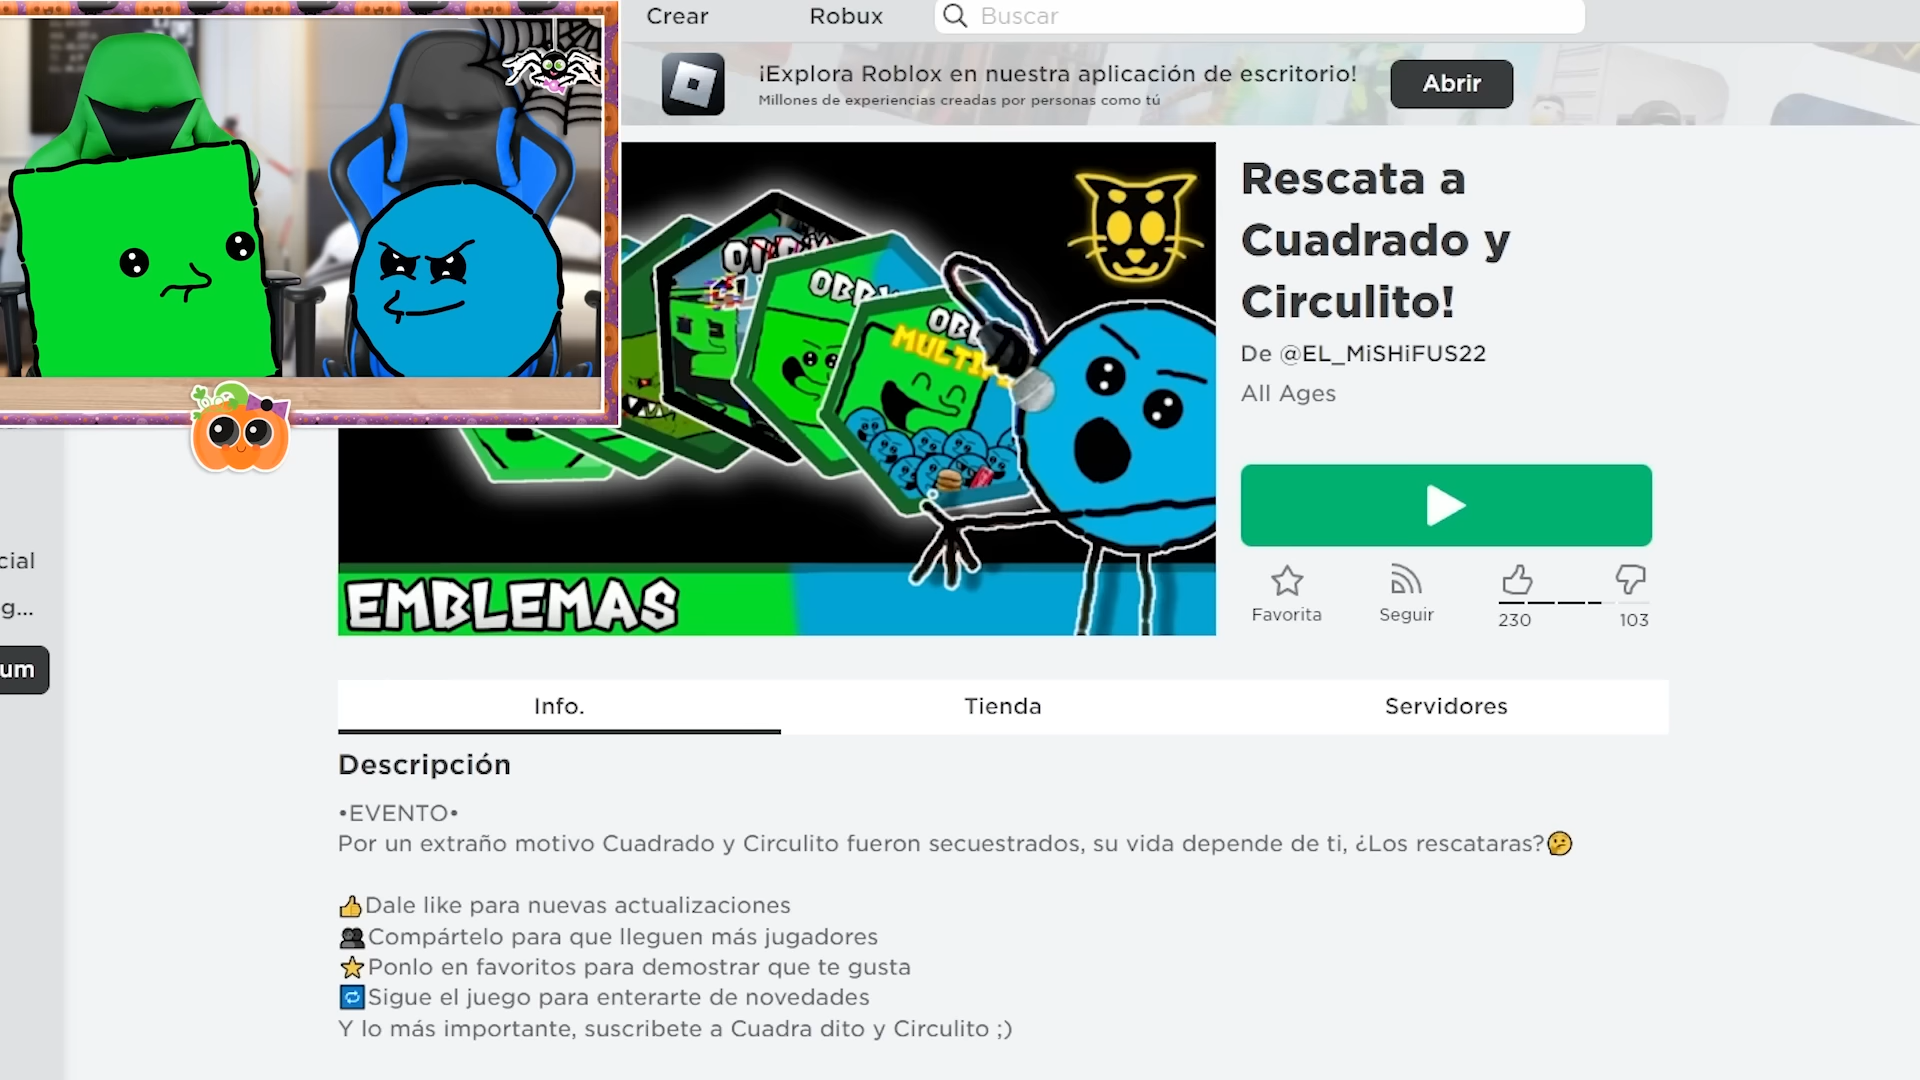 Crear Robux Buscar
¡Explora Roblox en nuestra aplicación de escritorio!
Millones de experiencias creadas por personas como tú
Abrir
Rescata a
Cuadrado y
Circulito!
De @EL_MiSHiFUS22
All Ages
EMBLEMAS
Favorita Seguir 230 103
cial
g...
um
Info. Tienda Servidores
Descripción
•EVENTO•
Por un extraño motivo Cuadrado y Circulito fueron secuestrados, su vida depende de ti, ¿Los rescataras?🤔
👍Dale like para nuevas actualizaciones
👥Compártelo para que lleguen más jugadores
⭐Ponlo en favoritos para demostrar que te gusta
🔁Sigue el juego para enterarte de novedades
Y lo más importante, suscribete a Cuadra dito y Circulito ;)